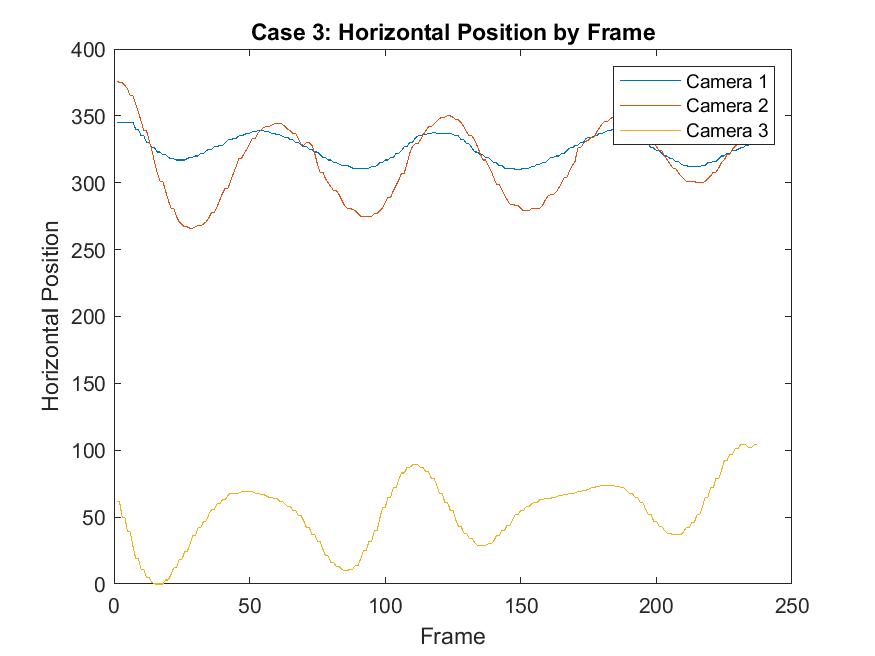 Case 3: Horizontal Position by Frame
400
350
300
250
200
150
100
50
0
Horizontal Position
Camera 1
Camera 2
Camera 3
0 50 100 150 200 250
Frame